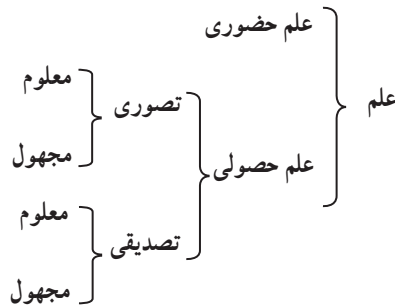 علم
علم حضوری
علم حصولی
تصوری
معلوم
مجهول
تصدیقی
معلوم
مجهول